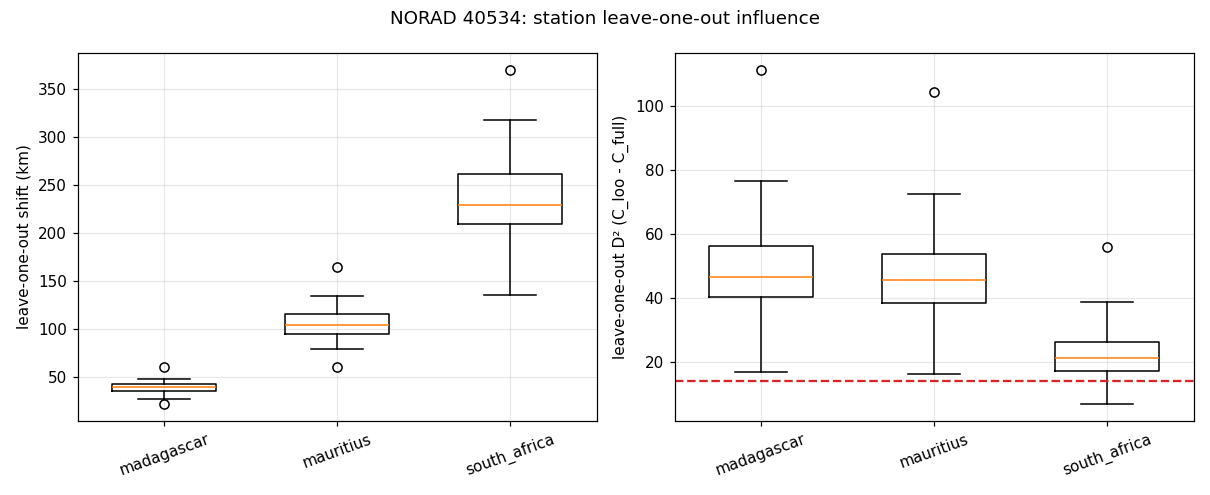 NORAD 40534: station leave-one-out influence
leave-one-out shift (km)
350
300
250
200
150
100
50
madagascar
mauritius
south_africa
leave-one-out D² (C_loo - C_full)
100
80
60
40
20
madagascar
mauritius
south_africa